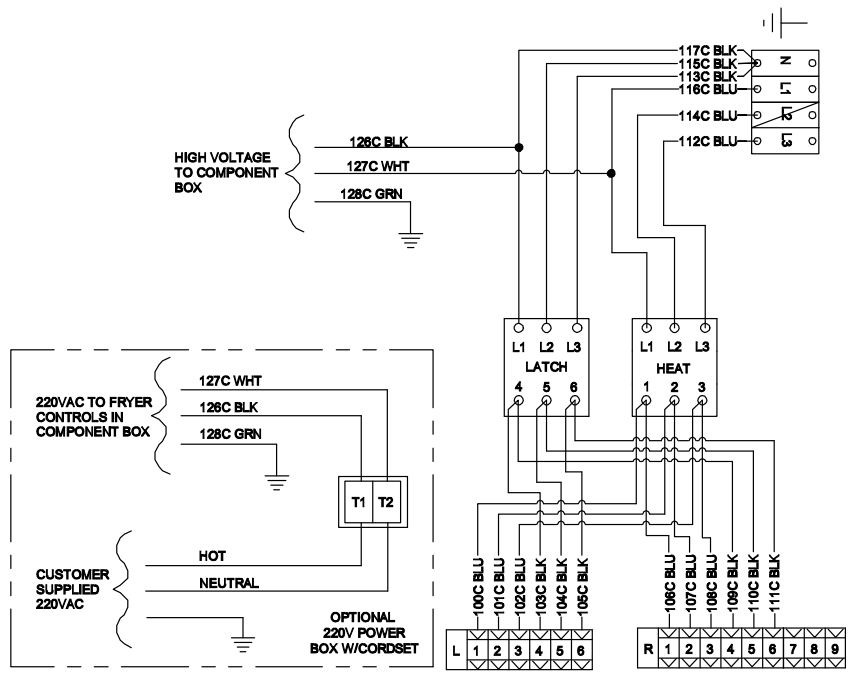 117C BLK
115C BLK
113C BLK
116C BLU
114C BLU
112C BLU
N
L1
L2
L3
HIGH VOLTAGE
TO COMPONENT
BOX
126C BLK
127C WHT
128C GRN
L1 L2 L3
LATCH
4 5 6
L1 L2 L3
HEAT
1 2 3
220VAC TO FRYER
CONTROLS IN
COMPONENT BOX
127C WHT
126C BLK
128C GRN
T1 T2
CUSTOMER
SUPPLIED
220VAC
HOT
NEUTRAL
OPTIONAL
220V POWER
BOX W/CORDSET
100C BLU
101C BLU
102C BLU
103C BLK
104C BLK
105C BLK
106C BLU
107C BLU
108C BLU
109C BLK
110C BLK
111C BLK
L 1 2 3 4 5 6
R 1 2 3 4 5 6 7 8 9